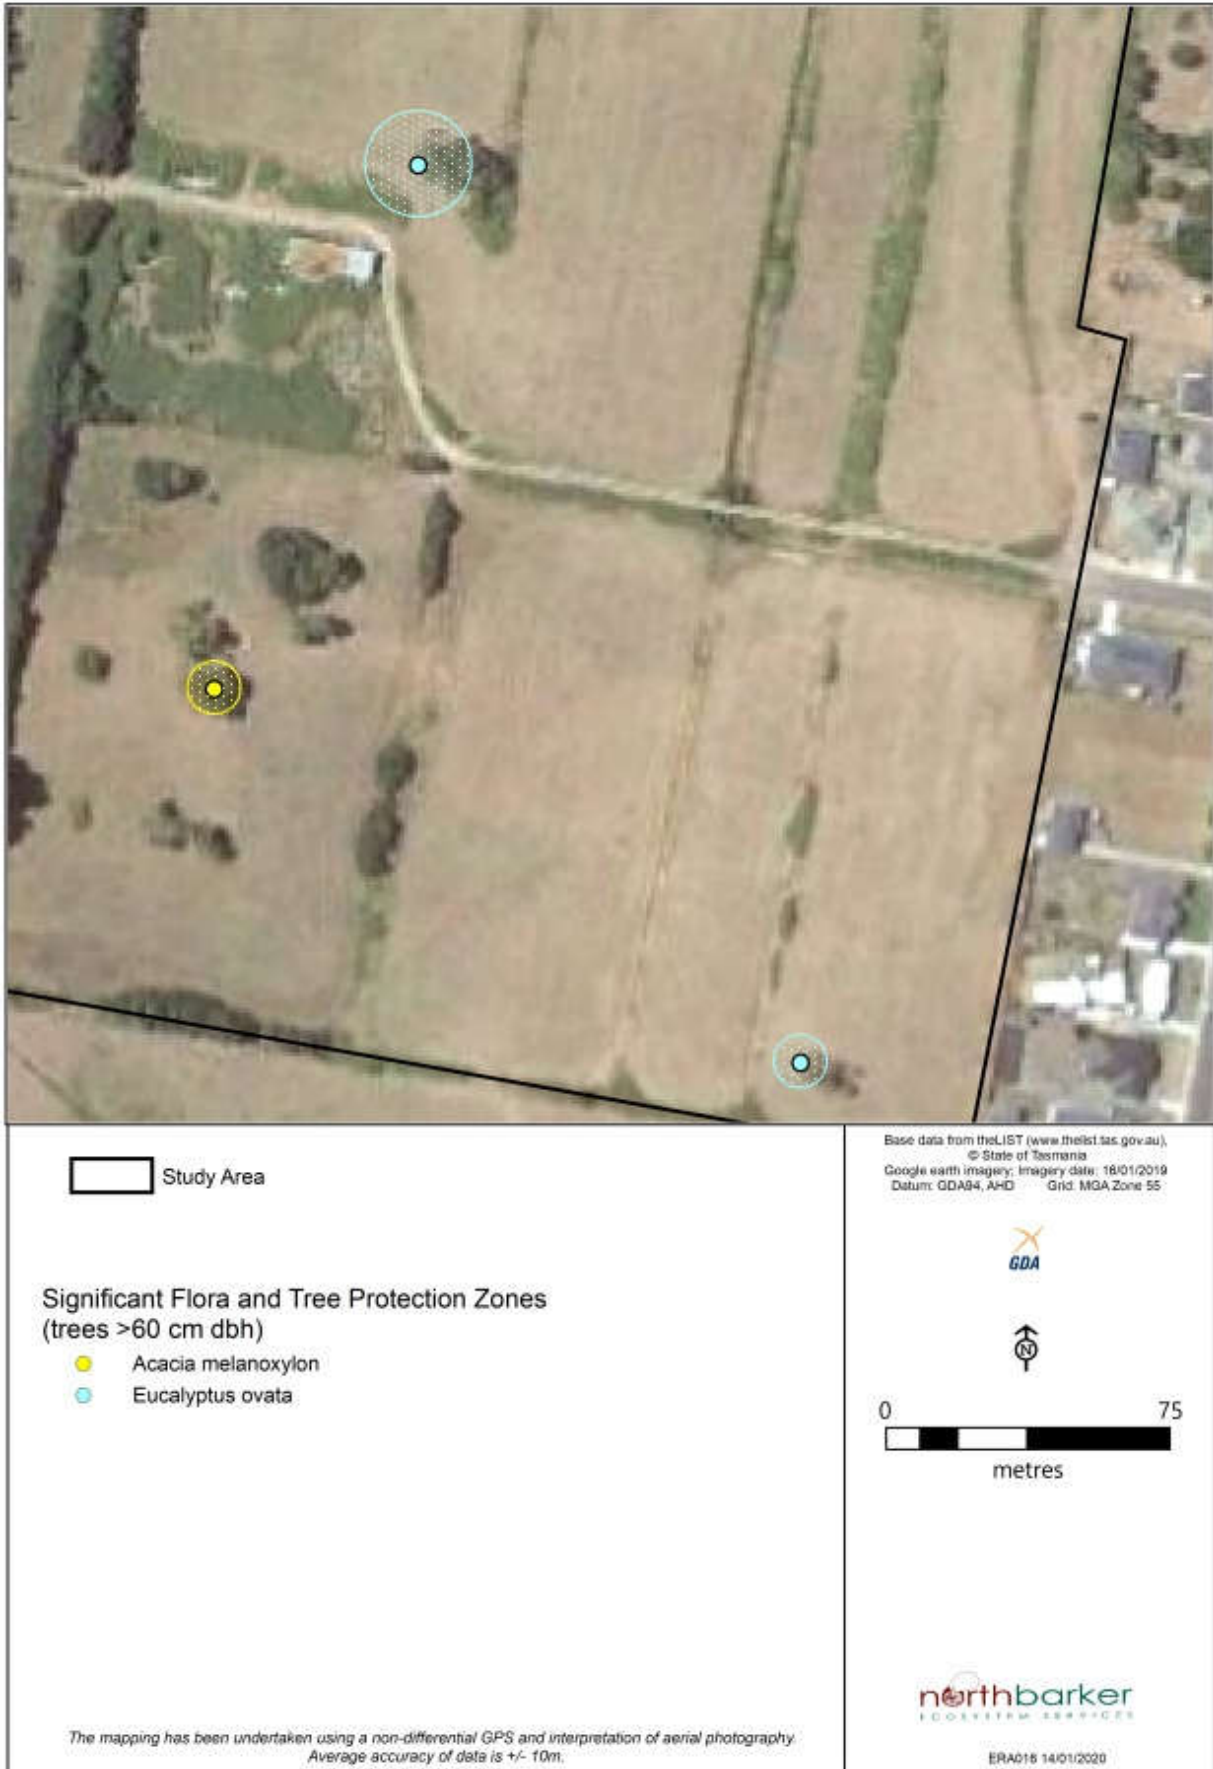 Study Area
Significant Flora and Tree Protection Zones
(trees >60 cm dbh)
Acacia melanoxylon
Eucalyptus ovata
The mapping has been undertaken using a non-differential GPS and interpretation of aerial photography.
Average accuracy of data is +/- 10m.
Base data from theLIST (www.thelist.tas.gov.au),
© State of Tasmania
Google earth imagery; Imagery date: 16/01/2019
Datum: GDA94, AHD Grid: MGA Zone 55
GDA
N
0 75
metres
northbarker
ECOSYSTEM SERVICES
ERA016 14/01/2020